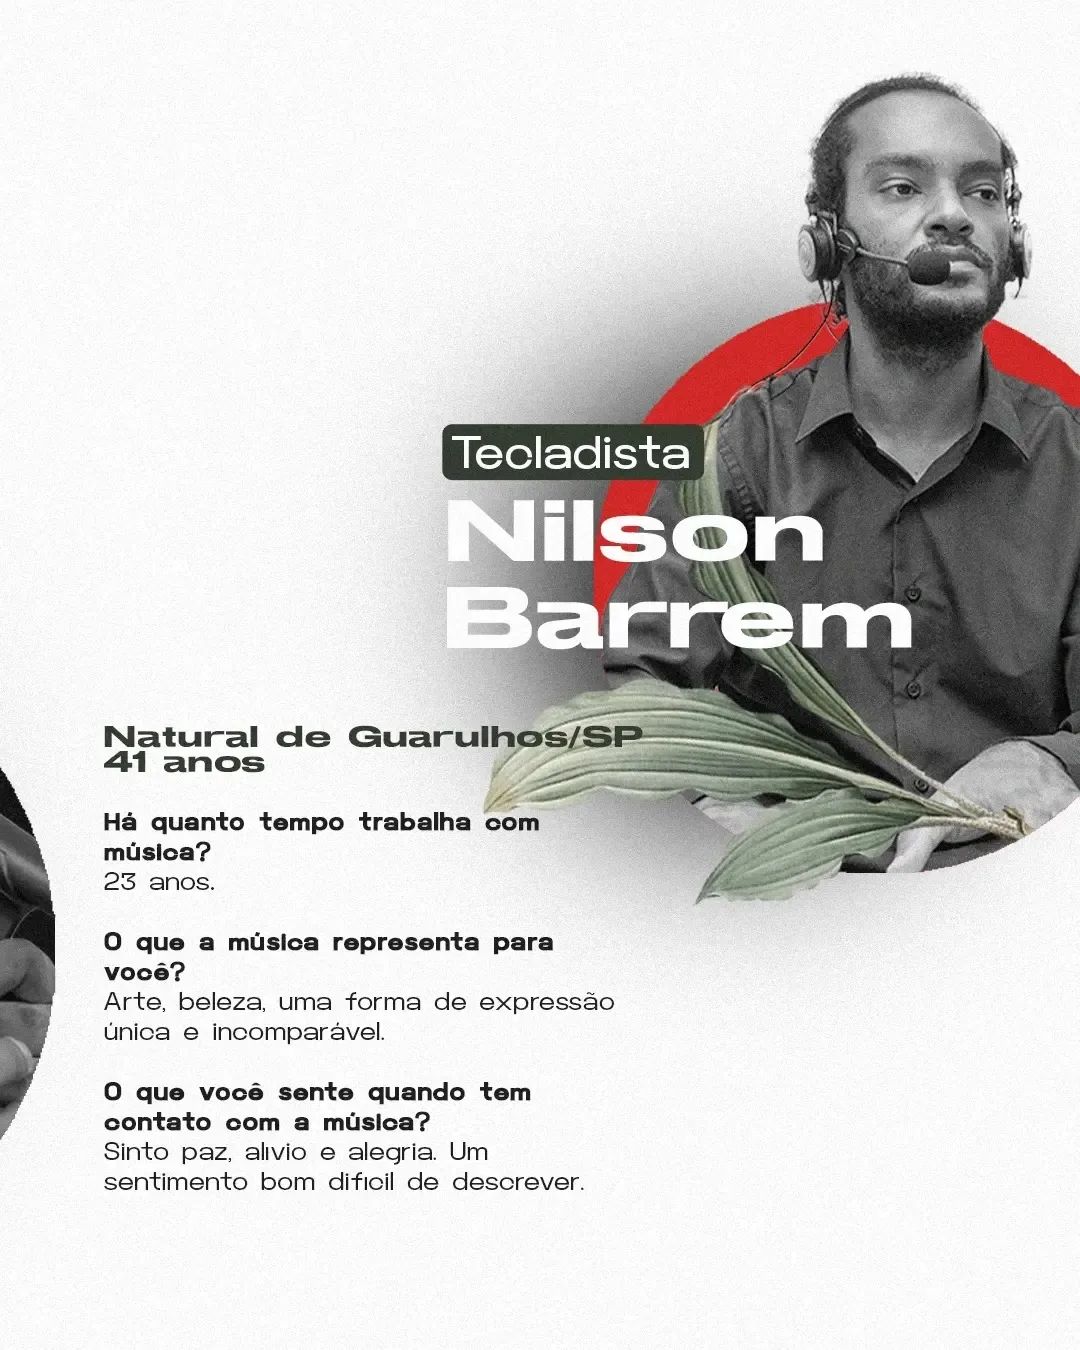 Tecladista
Nilson
Barrem
Natural de Guarulhos/SP
41 anos
Há quanto tempo trabalha com
música?
23 anos.
O que a música representa para
você?
Arte, beleza, uma forma de expressão
única e incomparável.
O que você sente quando tem
contato com a música?
Sinto paz, alivio e alegria. Um
sentimento bom dificil de descrever.